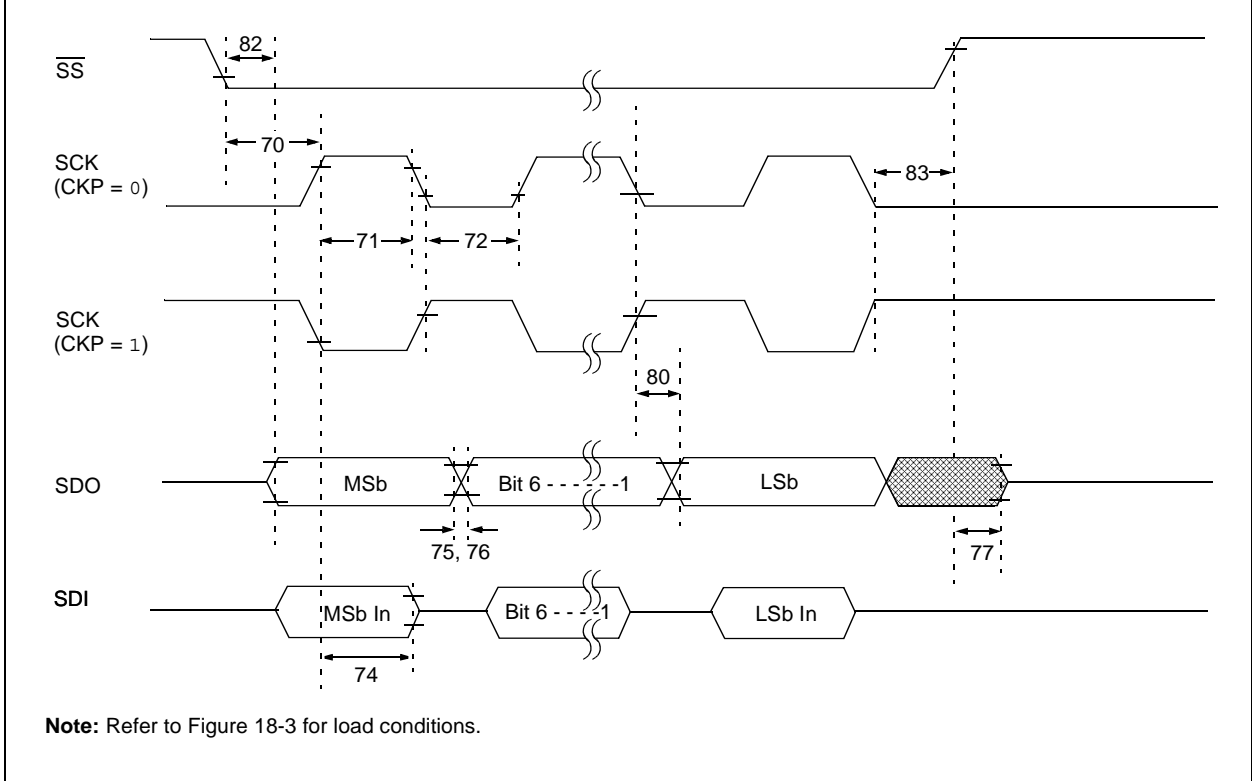 82
SS
70
SCK
(CKP = 0)
83
71
72
SCK
(CKP = 1)
80
SDO
MSb
Bit 6 - - - - - -1
LSb
75, 76
77
SDI
MSb In
Bit 6 - - - -1
LSb In
74
Note: Refer to Figure 18-3 for load conditions.